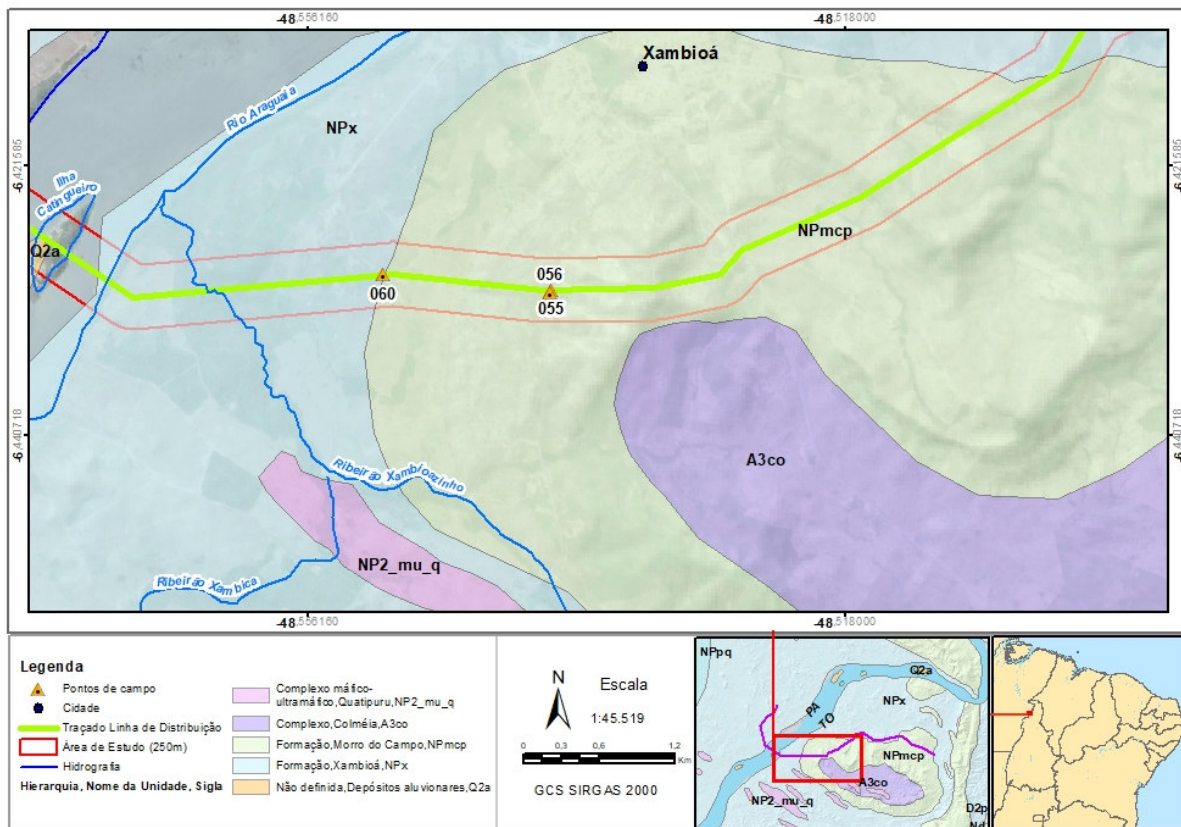 -48,556160
-48,518000
Xambioá
NPx
Rio Araguaia
-6,421585
-6,421585
Ilha
Catingueiro
Q2a
NPmcp
056
060
055
-6,440718
-6,440718
A3co
Ribeirão Xambioazinho
NP2_mu_q
Ribeirão Xambica
-48,556160
-48,518000
Legenda
Pontos de campo
Cidade
Traçado Linha de Distribuição
Área de Estudo (250m)
Hidrografia
Hierarquia, Nome da Unidade, Sigla
Complexo máfico-
ultramáfico,Quatipuru,NP2_mu_q
Complexo,Colméia,A3co
Formação,Morro do Campo,NPmcp
Formação,Xambioá,NPx
Não definida,Depósitos aluvionares,Q2a
N
Escala
1:45.519
0 0,3 0,6 1,2
Km
GCS SIRGAS 2000
NPpq
Q2a
NPx
PA
TO
NPmcp
A3co
NP2_mu_q
D2p